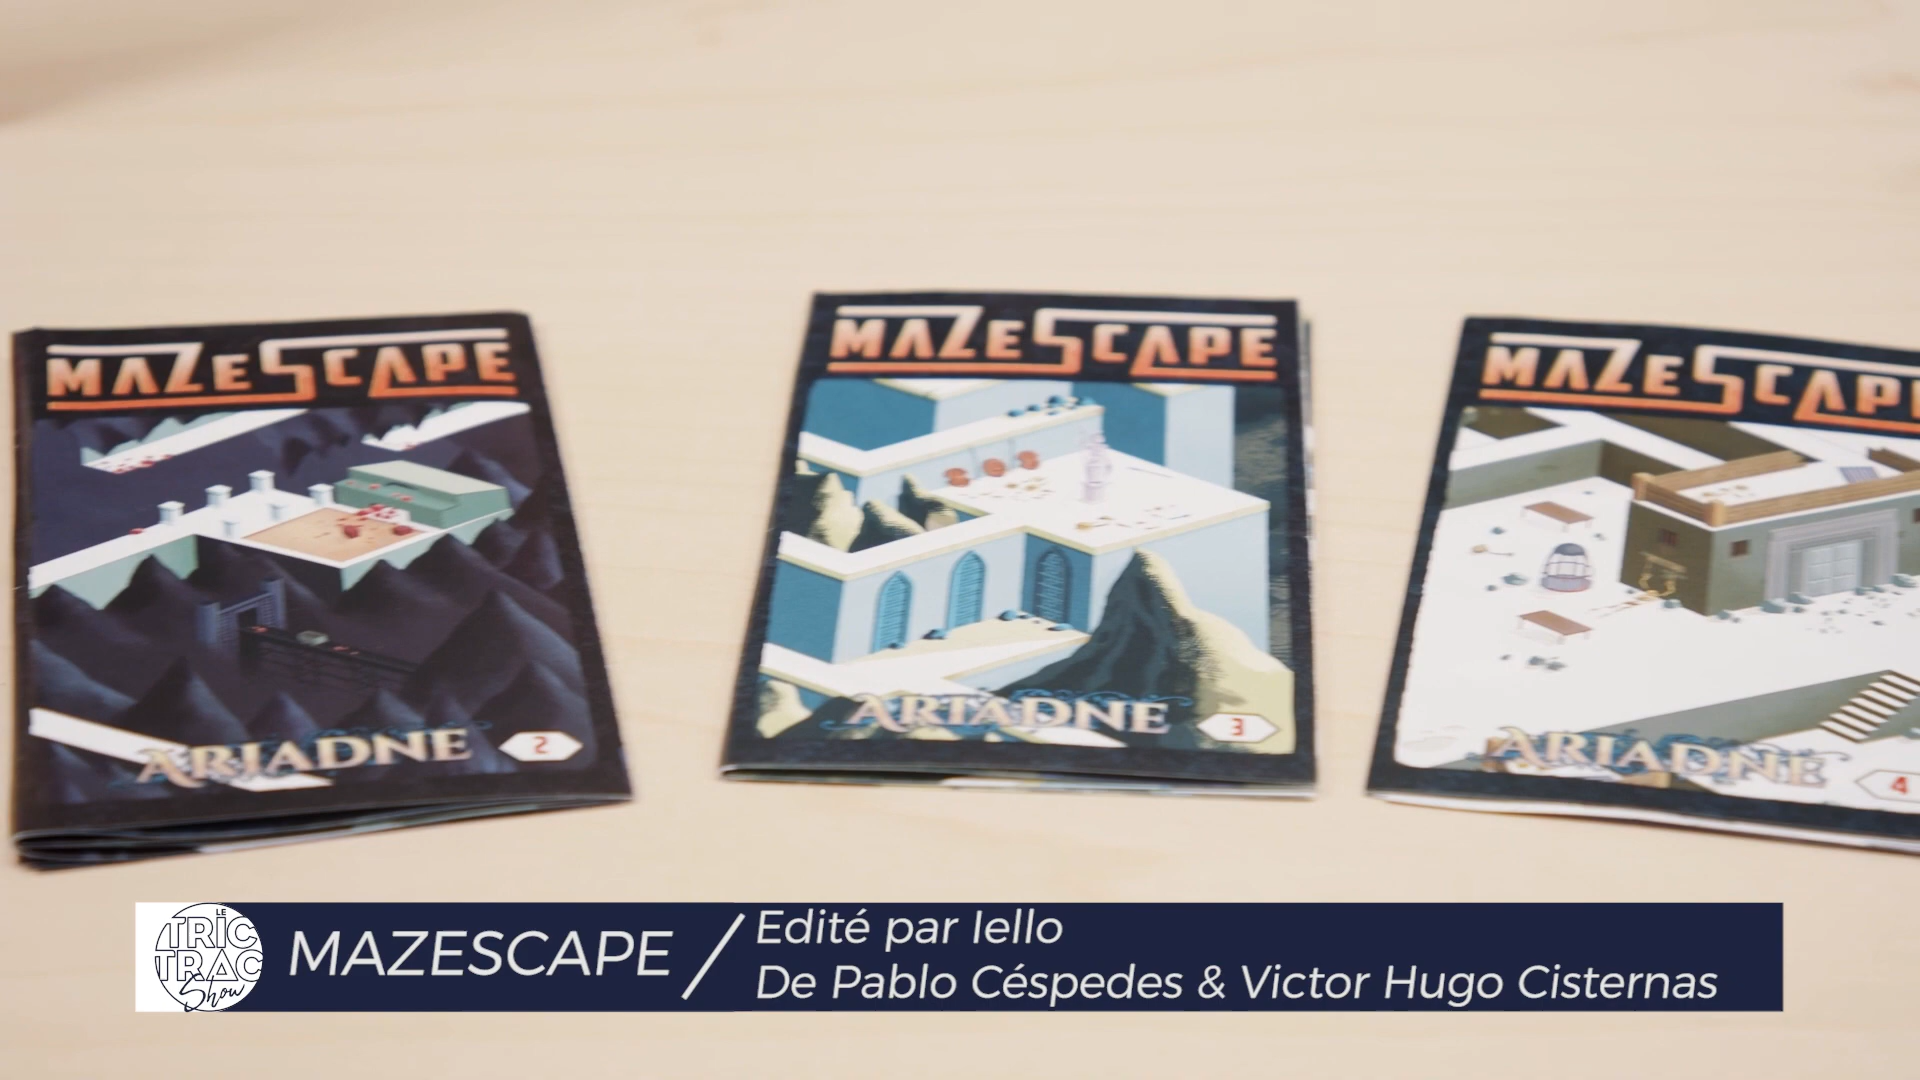 MAZESCAPE
ARIADNE
2
MAZESCAPE
ARIADNE
3
MAZESCAPE
ARIADNE
4
LE
TRIC
TRAC
Show
MAZESCAPE
Edité par Iello
De Pablo Céspedes & Victor Hugo Cisternas